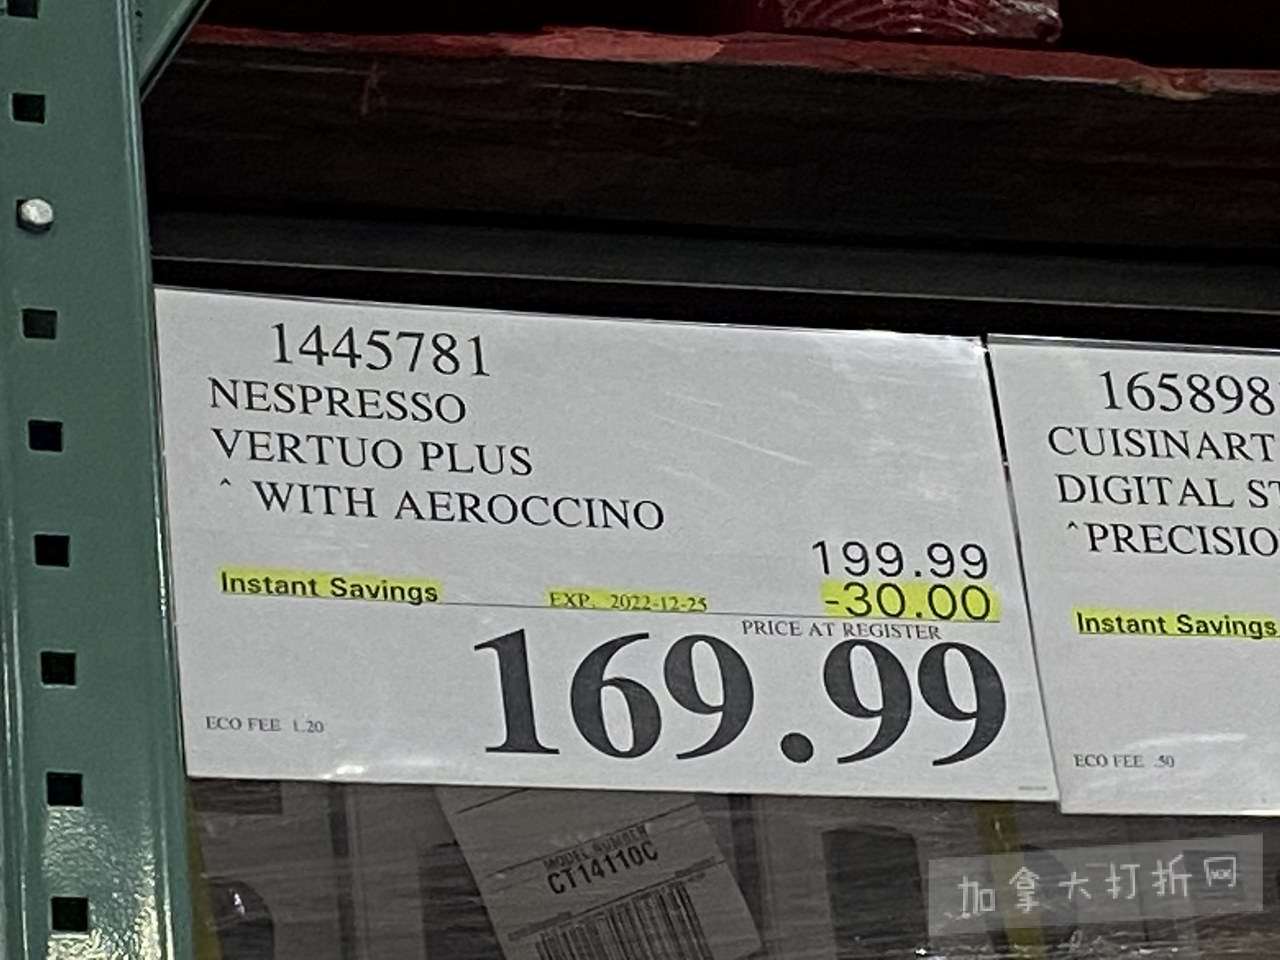 1445781
NESPRESSO
VERTUO PLUS
^ WITH AEROCCINO
199.99
Instant Savings EXP. 2022-12-25 -30.00
PRICE AT REGISTER
169.99
ECO FEE 1.20
165898
CUISINART
DIGITAL ST
^PRECISIO
Instant Savings
ECO FEE .50
MODEL NUMBER
CT14110C
加拿大打折网